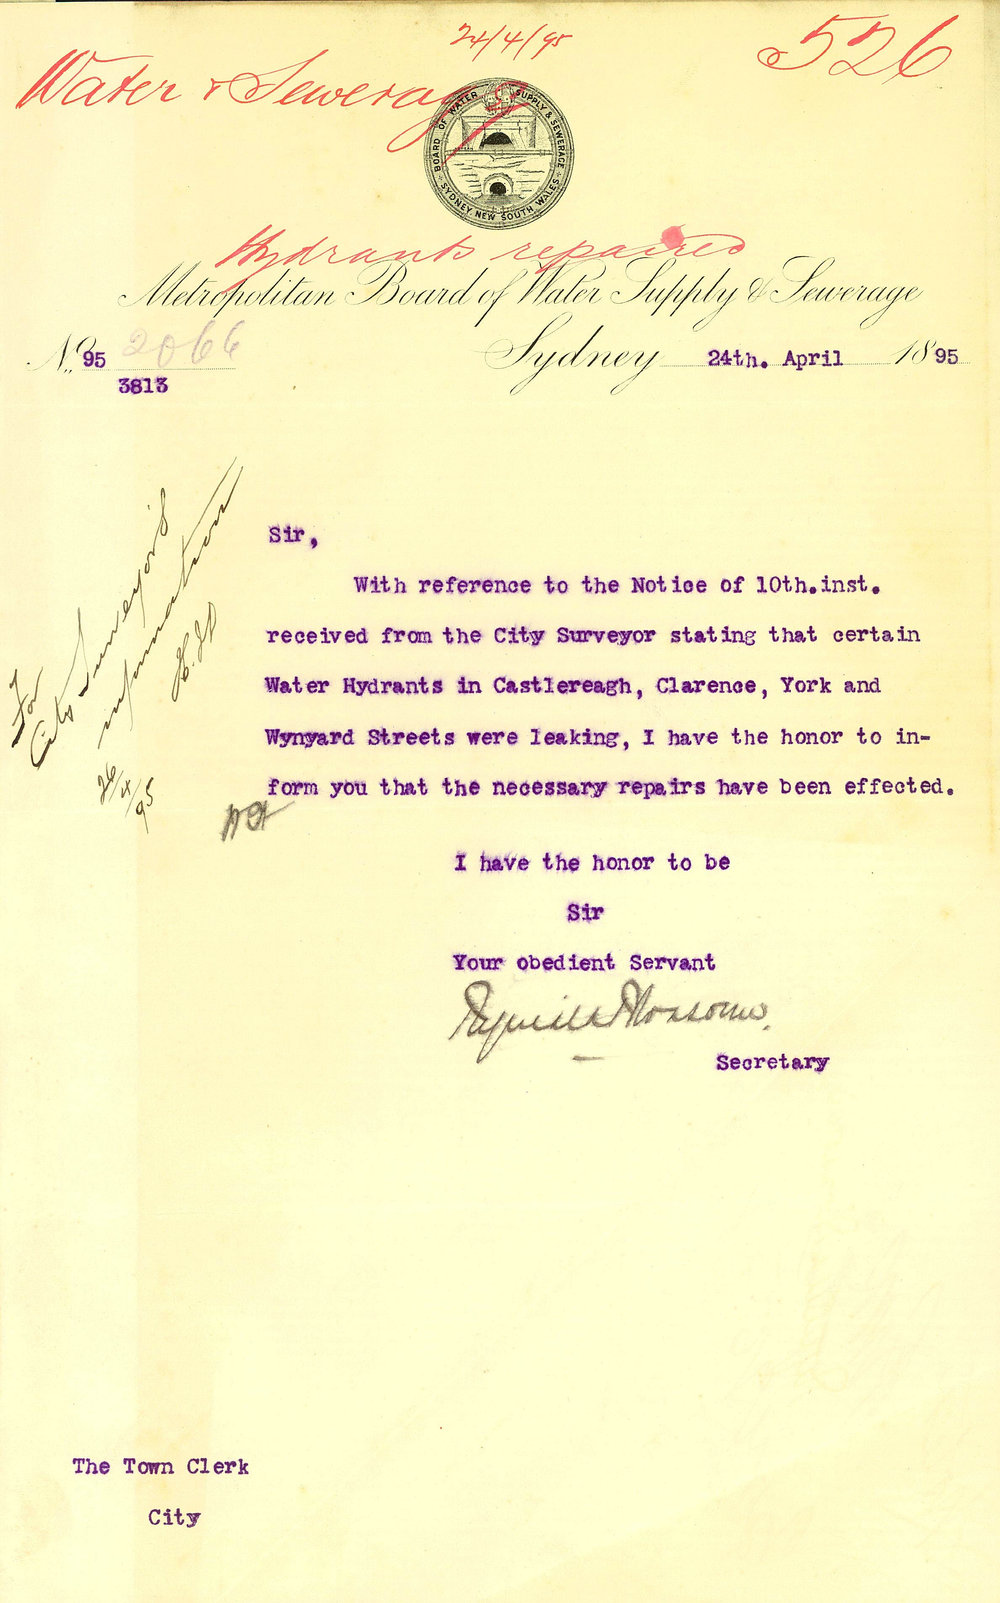 24/4/95
526
Water & Sewerage
BOARD OF WATER SUPPLY & SEWERAGE
SYDNEY NEW SOUTH WALES
Hydrants repaired
Metropolitan Board of Water Supply & Sewerage
No. 95 2066
3813
Sydney 24th. April 1895
For
City Surveyor's
information
26/4/95
Sir,
With reference to the Notice of 10th.inst.
received from the City Surveyor stating that certain
Water Hydrants in Castlereagh, Clarence, York and
Wynyard Streets were leaking, I have the honor to in-
form you that the necessary repairs have been effected.
I have the honor to be
Sir
Your obedient Servant
Secretary
The Town Clerk
City